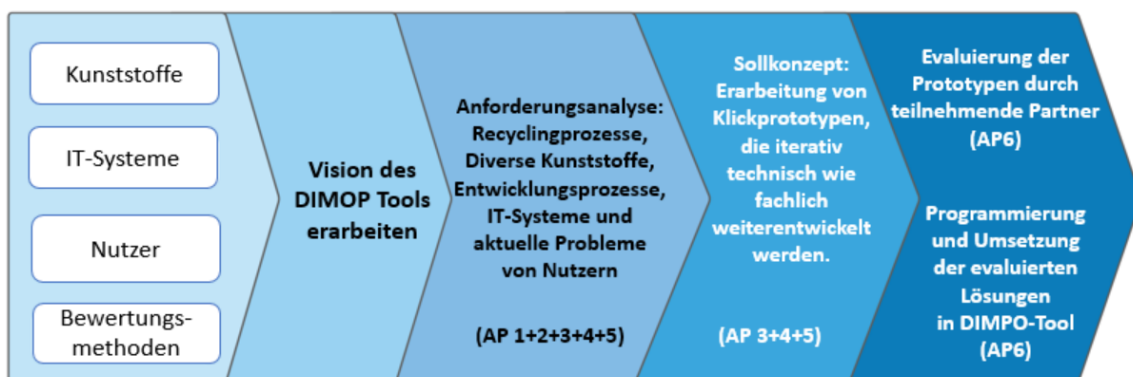 Kunststoffe
IT-Systeme
Nutzer
Bewertungs-
methoden
Vision des
DIMOP Tools
erarbeiten
Anforderungsanalyse:
Recyclingprozesse,
Diverse Kunststoffe,
Entwicklungsprozesse,
IT-Systeme und
aktuelle Probleme
von Nutzern
(AP 1+2+3+4+5)
Sollkonzept:
Erarbeitung von
Klickprototypen,
die iterativ
technisch wie
fachlich
weiterentwickelt
werden.
(AP 3+4+5)
Evaluierung der
Prototypen durch
teilnehmende Partner
(AP6)
Programmierung
und Umsetzung
der evaluierten
Lösungen
in DIMPO-Tool
(AP6)